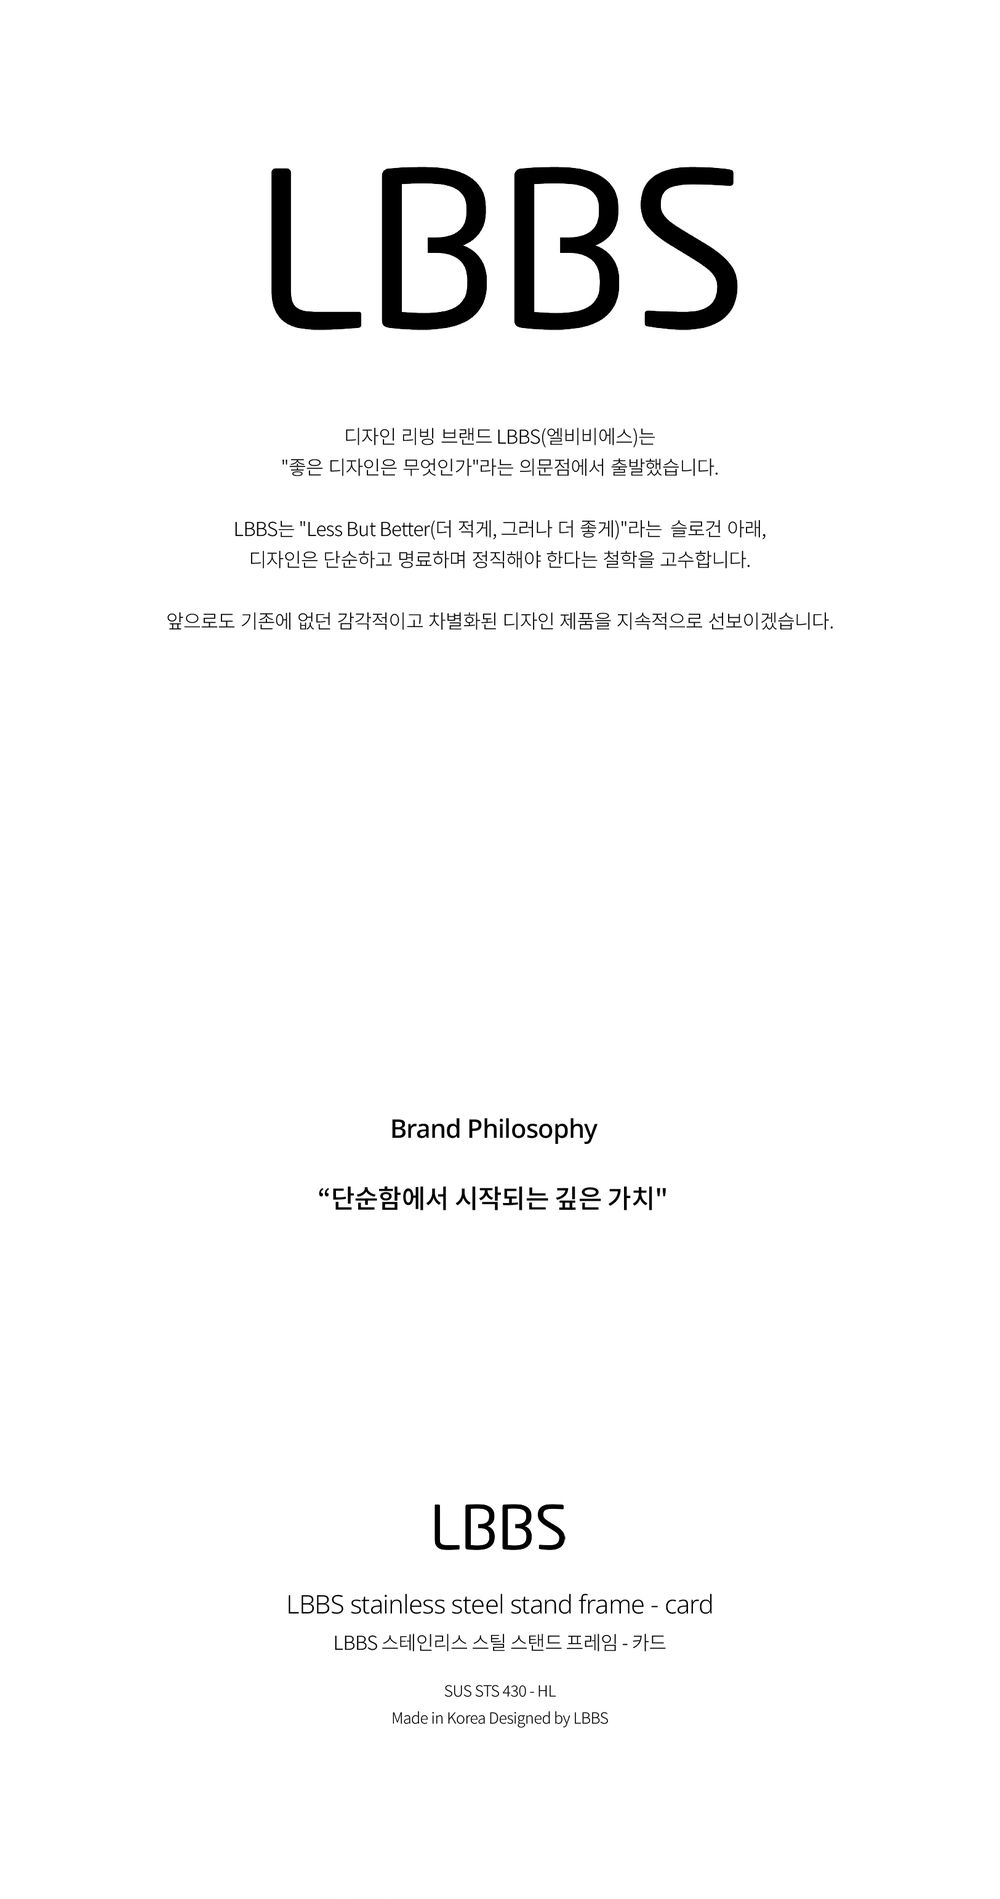 LBBS
디자인 리빙 브랜드 LBBS(엘비비에스)는
"좋은 디자인은 무엇인가"라는 의문점에서 출발했습니다.
LBBS는 "Less But Better(더 적게, 그러나 더 좋게)"라는 슬로건 아래,
디자인은 단순하고 명료하며 정직해야 한다는 철학을 고수합니다.
앞으로도 기존에 없던 감각적이고 차별화된 디자인 제품을 지속적으로 선보이겠습니다.
Brand Philosophy
“단순함에서 시작되는 깊은 가치"
LBBS
LBBS stainless steel stand frame - card
LBBS 스테인리스 스틸 스탠드 프레임 - 카드
SUS STS 430 - HL
Made in Korea Designed by LBBS